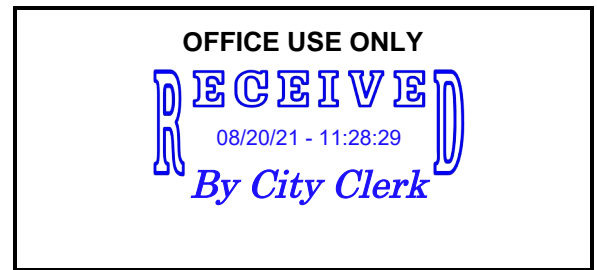 OFFICE USE ONLY
RECEIVED
08/20/21 - 11:28:29
By City Clerk